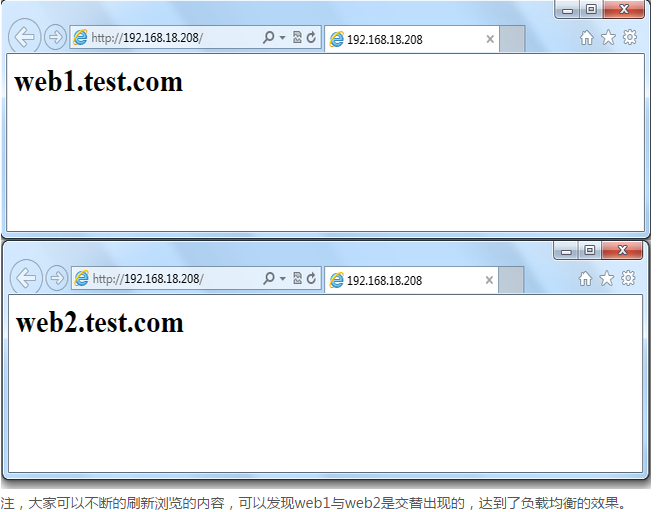 http://192.168.18.208/
192.168.18.208
web1.test.com
http://192.168.18.208/
192.168.18.208
web2.test.com
注，大家可以不断的刷新浏览的内容，可以发现web1与web2是交替出现的，达到了负载均衡的效果。